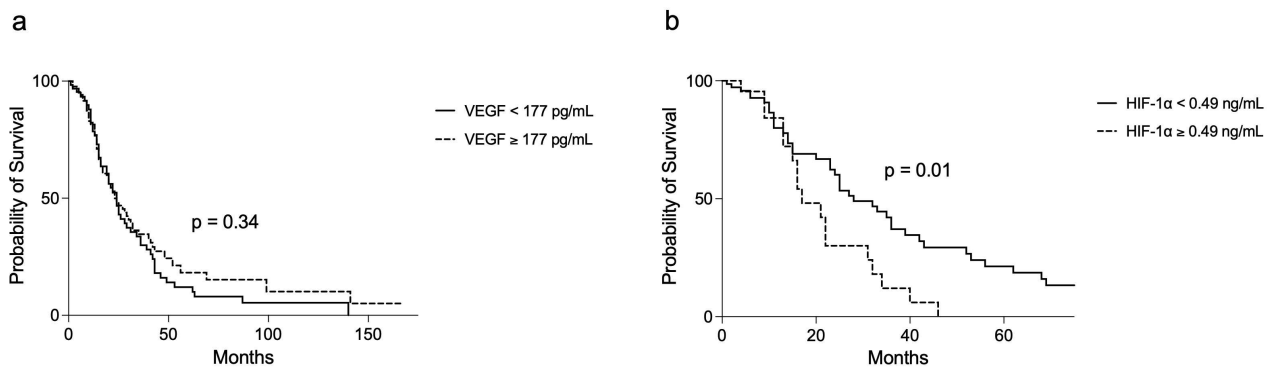 a
100
50
0
Probability of Survival
0
50
100
150
Months
VEGF < 177 pg/mL
VEGF ≥ 177 pg/mL
p = 0.34
b
100
50
0
Probability of Survival
0
20
40
60
Months
HIF-1α < 0.49 ng/mL
HIF-1α ≥ 0.49 ng/mL
p = 0.01